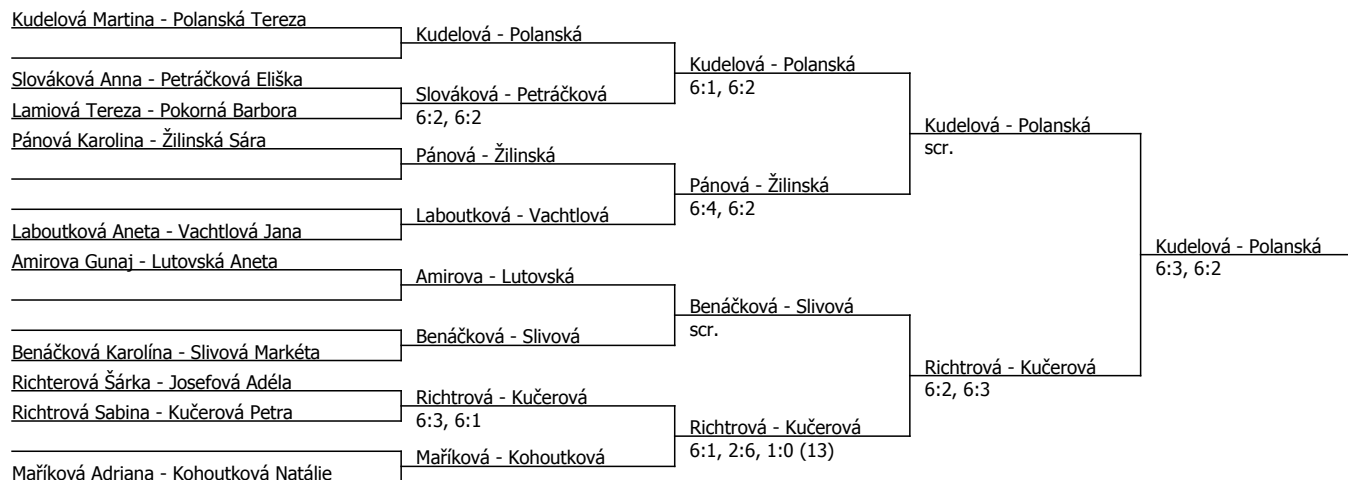 Kudelová Martina - Polanská Tereza
Slováková Anna - Petráčková Eliška
Lamiová Tereza - Pokorná Barbora
Pánová Karolina - Žilinská Sára
Laboutková Aneta - Vachtlová Jana
Amirova Gunaj - Lutovská Aneta
Benáčková Karolína - Slivová Markéta
Richterová Šárka - Josefová Adéla
Richtrová Sabina - Kučerová Petra
Maříková Adriana - Kohoutková Natálie
Kudelová - Polanská
Slováková - Petráčková
6:2, 6:2
Pánová - Žilinská
Laboutková - Vachtlová
Amirova - Lutovská
Benáčková - Slivová
Richtrová - Kučerová
6:3, 6:1
Maříková - Kohoutková
Kudelová - Polanská
6:1, 6:2
Pánová - Žilinská
6:4, 6:2
Benáčková - Slivová
scr.
Richtrová - Kučerová
6:1, 2:6, 1:0 (13)
Kudelová - Polanská
scr.
Richtrová - Kučerová
6:2, 6:3
Kudelová - Polanská
6:3, 6:2